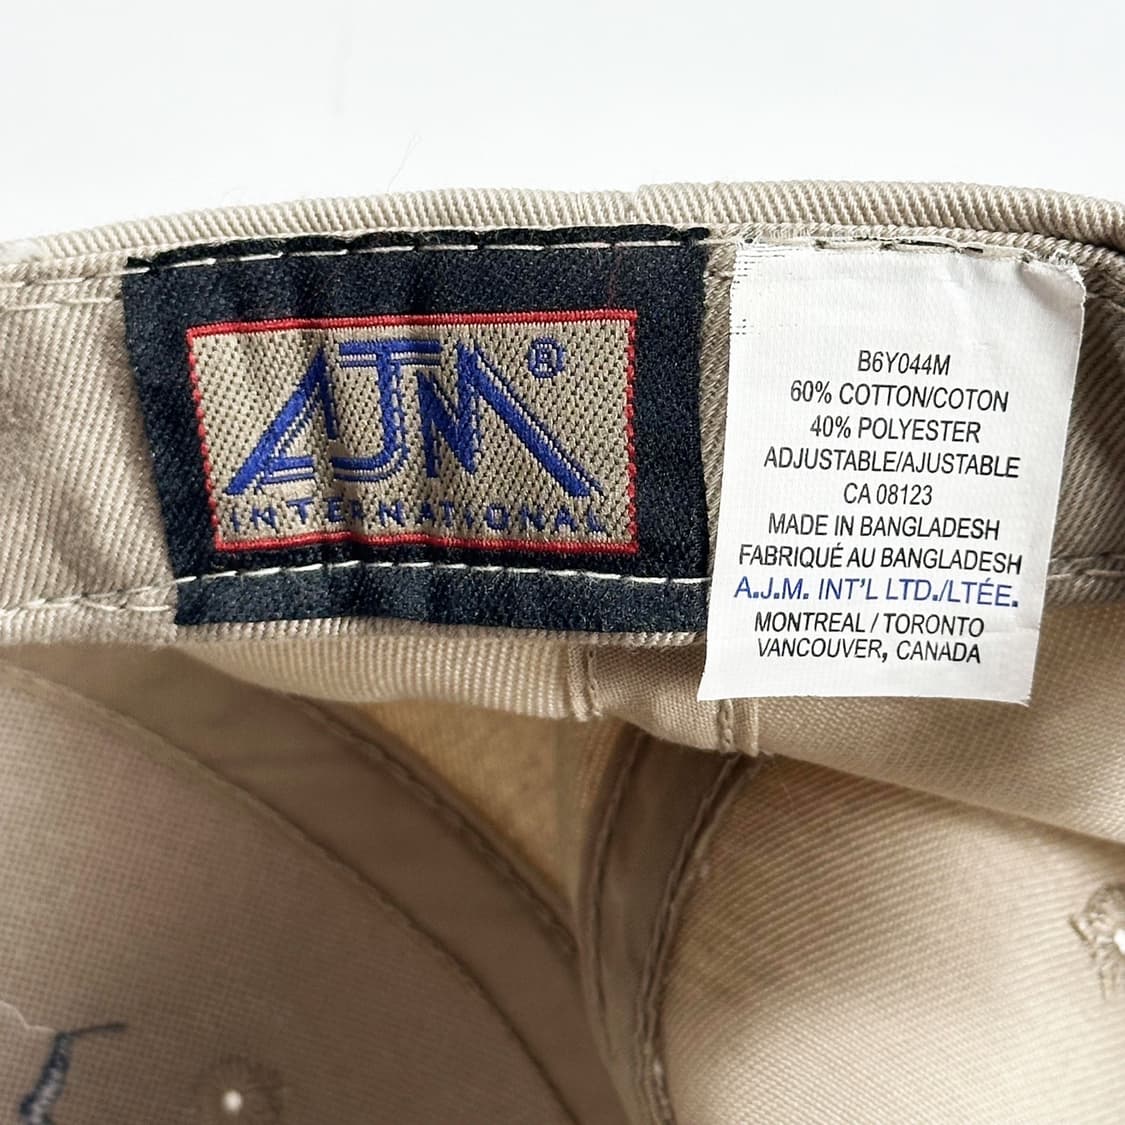 AJM ®
INTERNATIONAL
B6Y044M
60% COTTON/COTON
40% POLYESTER
ADJUSTABLE/AJUSTABLE
CA 08123
MADE IN BANGLADESH
FABRIQUÉ AU BANGLADESH
A.J.M. INT'L LTD./LTÉE.
MONTREAL / TORONTO
VANCOUVER, CANADA